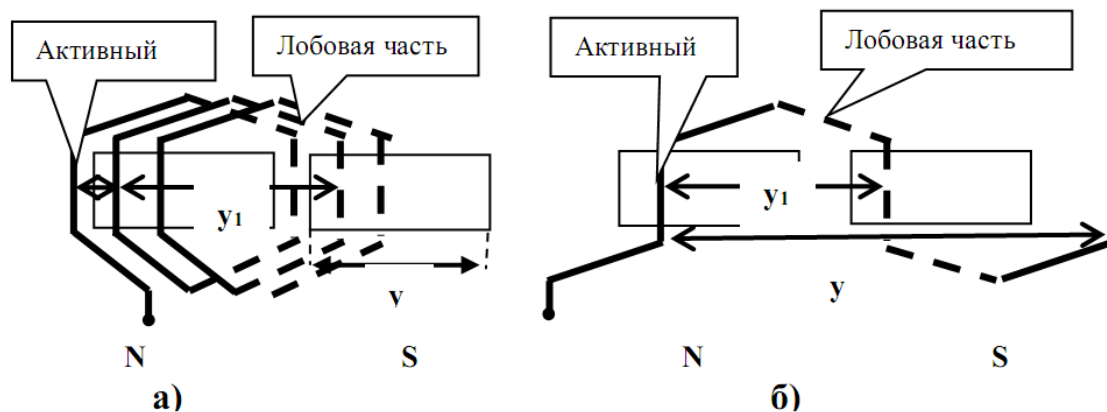 Активный
Лобовая часть
y₁
y
N
S
а)
Активный
Лобовая часть
y₁
y
N
S
б)